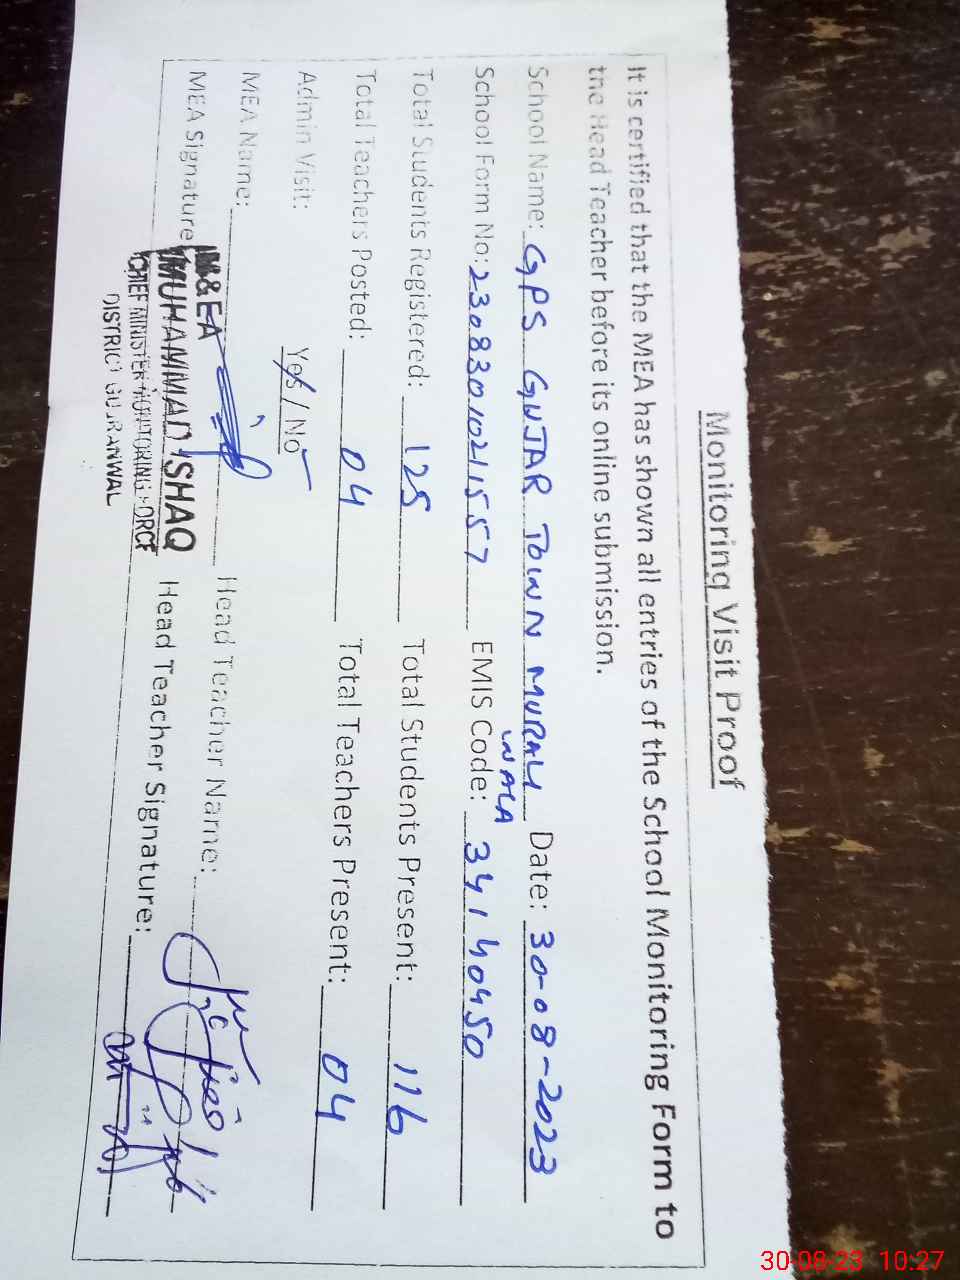 Monitoring Visit Proof
It is certified that the MEA has shown all entries of the School Monitoring Form to
the Head Teacher before its online submission.
School Name: GPS GUJAR TOWN MURALI WALA Date: 30-08-2023
School Form No: 230830102115 57 EMIS Code: 34140450
Total Students Registered: 125 Total Students Present: 116
Total Teachers Posted: 04 Total Teachers Present: 04
Admin Visit: Yes / No
MEA Name: Head Teacher Name:
MEA Signature Head Teacher Signature:
M&EA
MUHAMMAD ISHAQ
CHIEF MINISTER MONITORING FORCE
DISTRICT GUJRANWAL
30-08-23 10:27